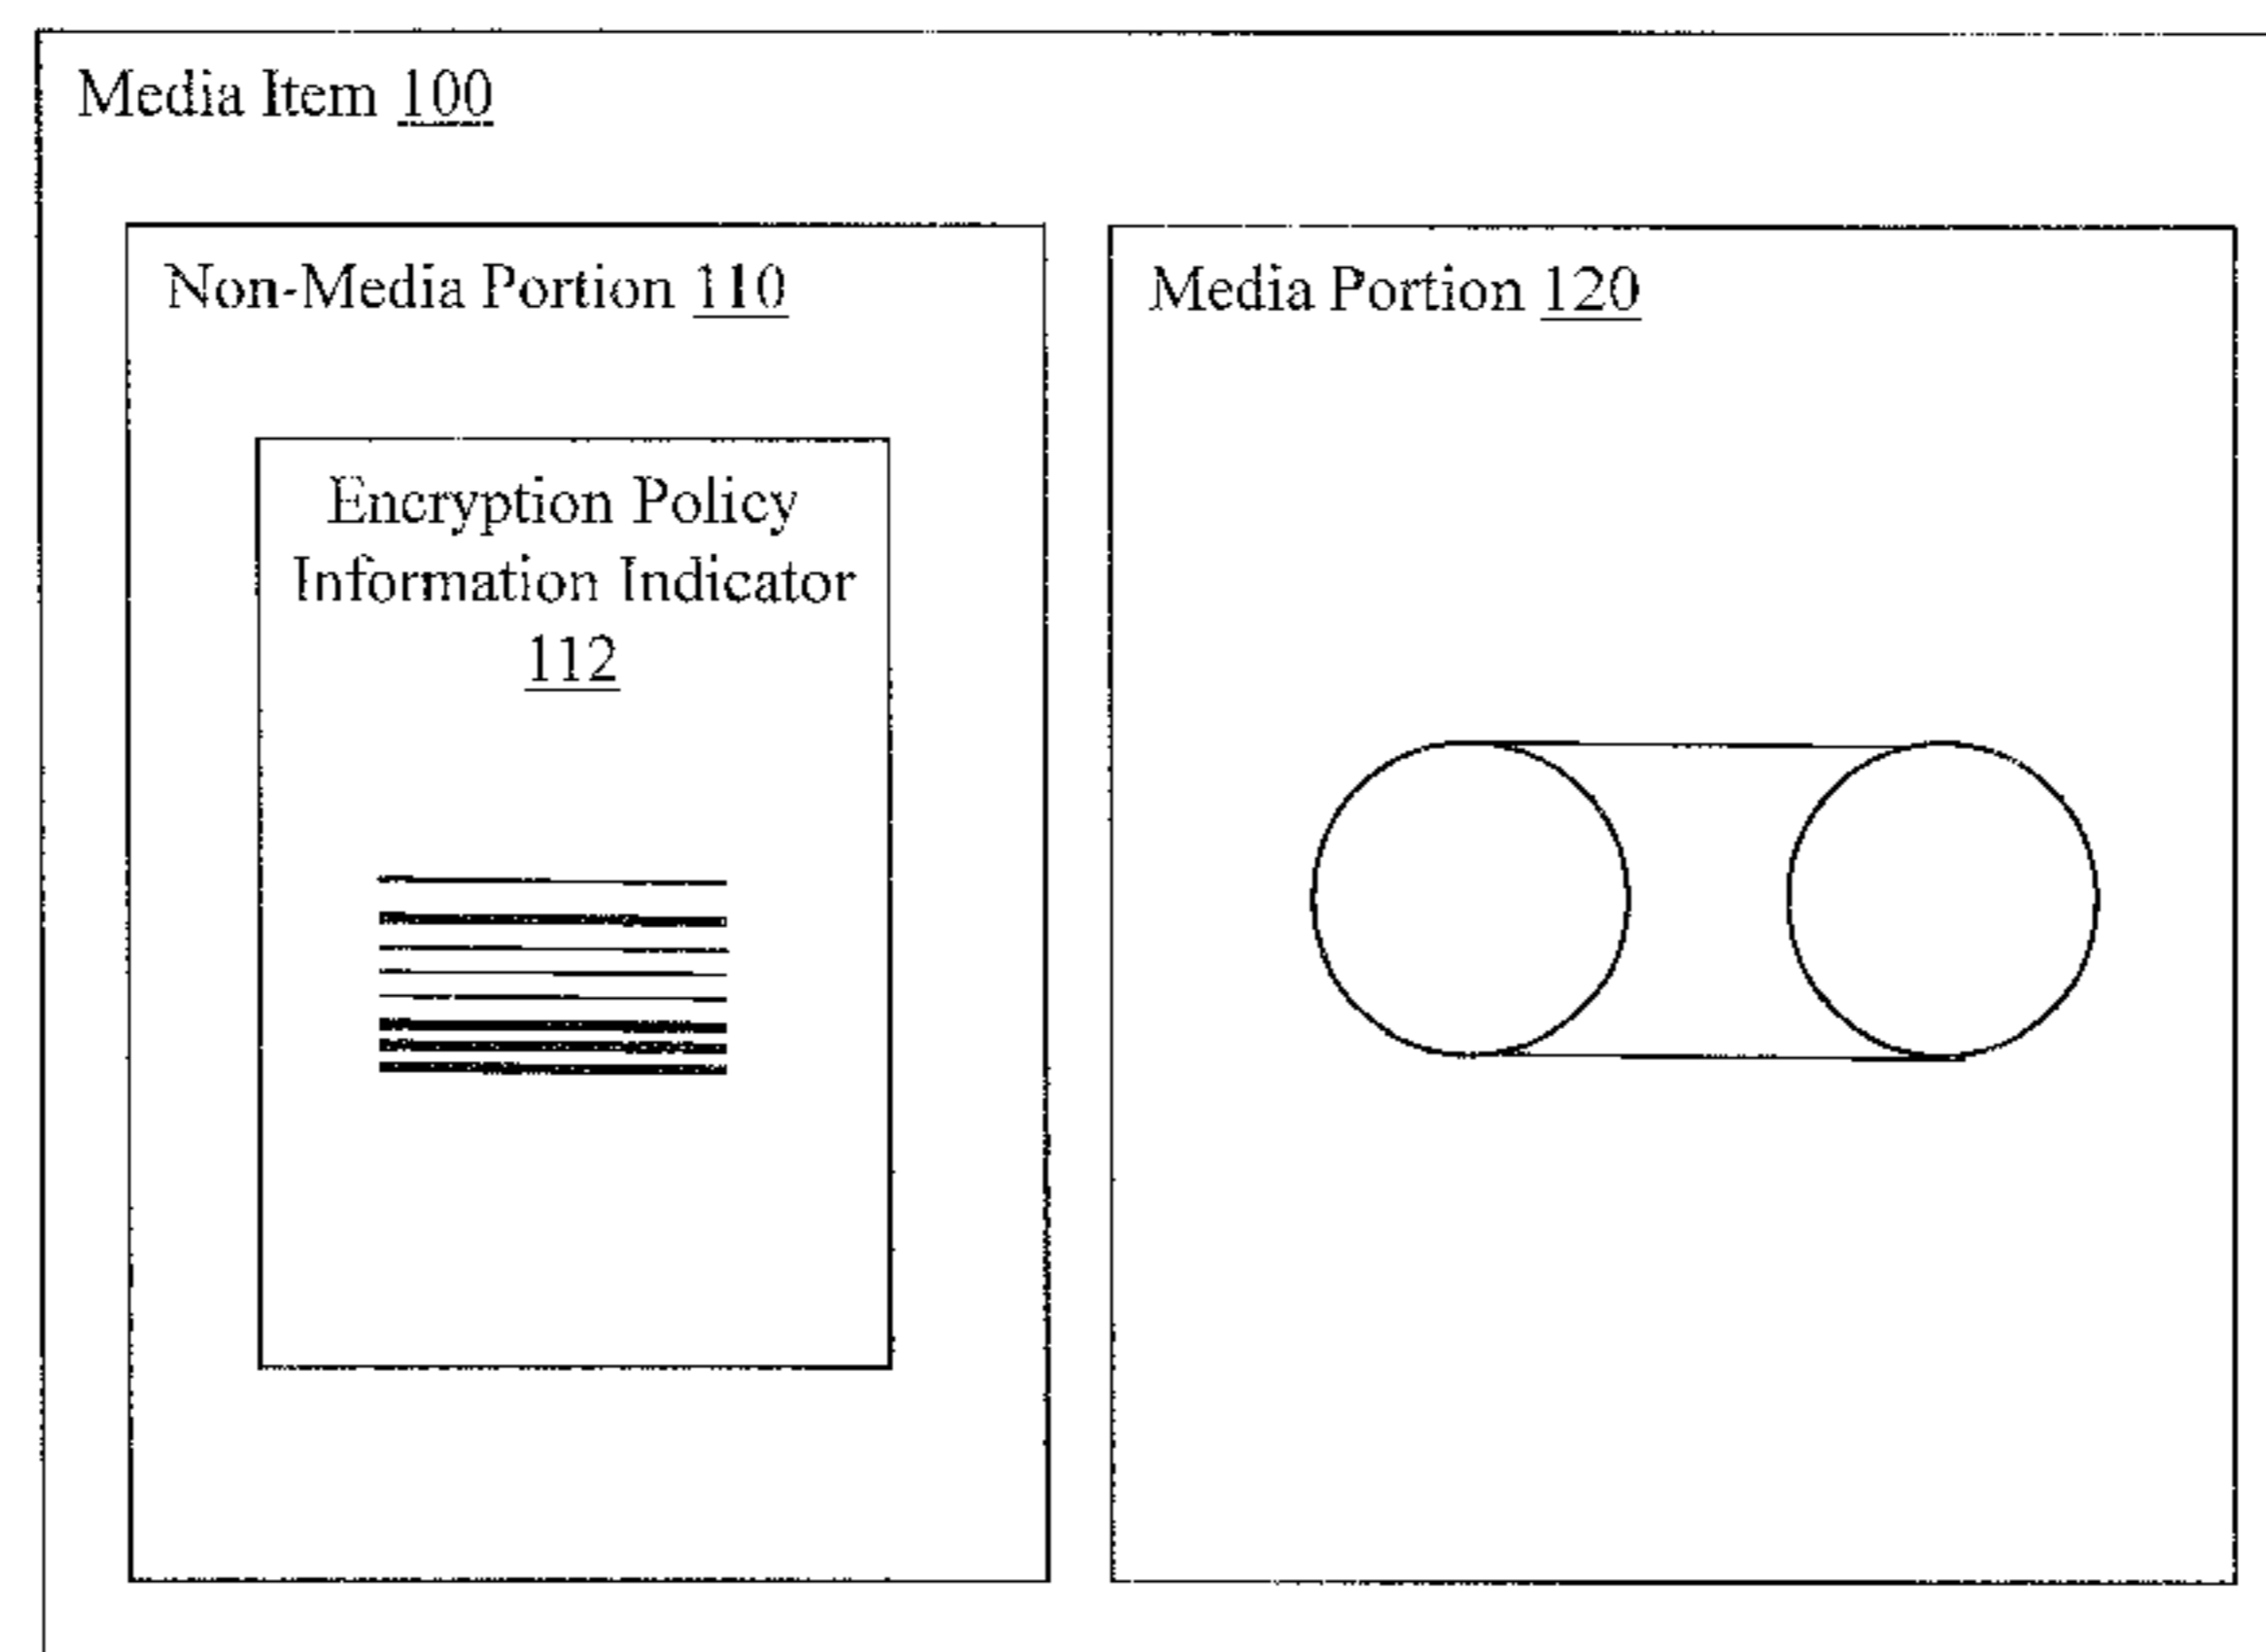 Media Item 100
Non-Media Portion 110
Encryption Policy
Information Indicator
112
Media Portion 120